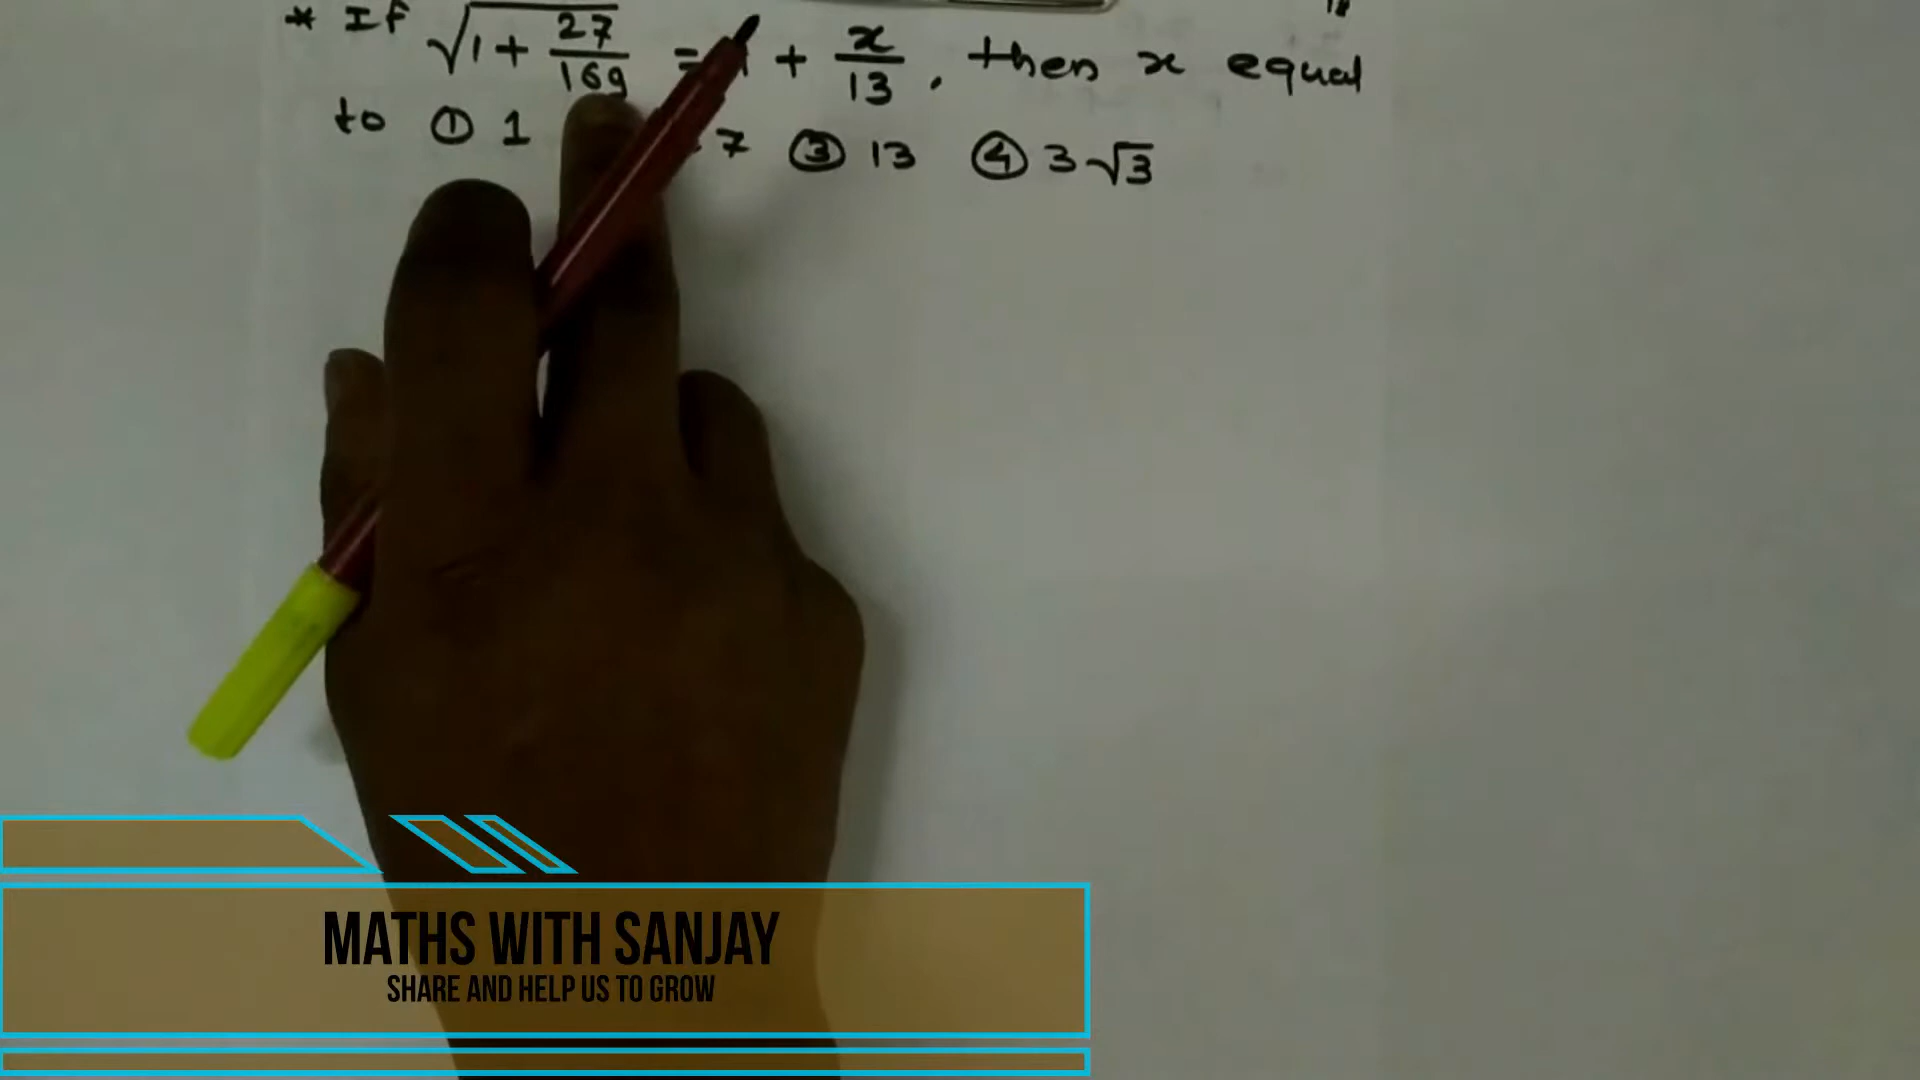 * If √1 + 27/169 = 1 + x/13, then x equal
to ① 1 7 ③ 13 ④ 3√3
MATHS WITH SANJAY
SHARE AND HELP US TO GROW